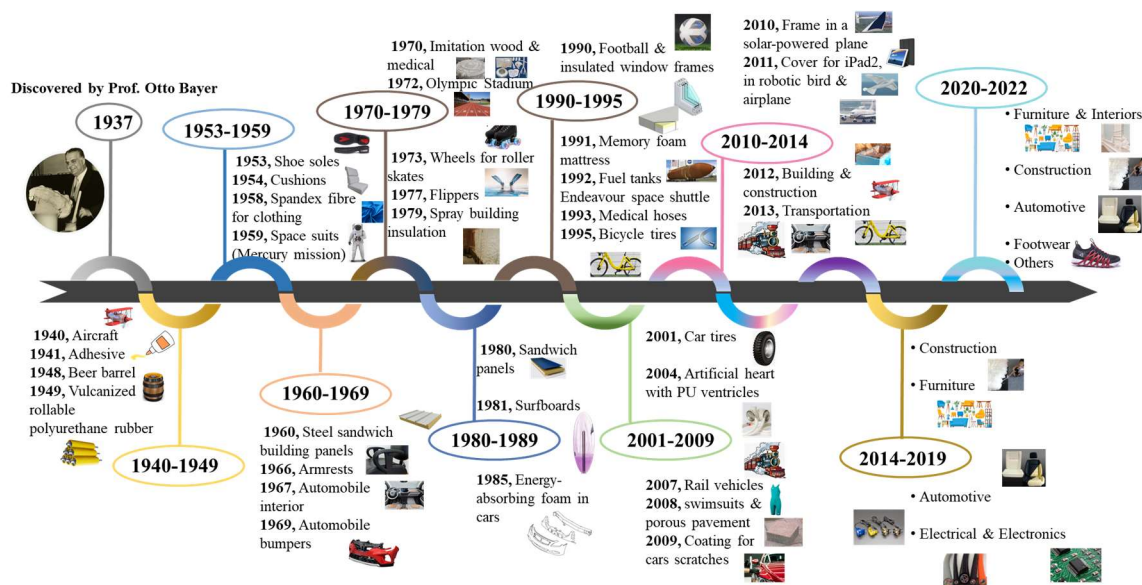 Discovered by Prof. Otto Bayer
1937
1940, Aircraft
1941, Adhesive
1948, Beer barrel
1949, Vulcanized
rollable
polyurethane rubber
1940-1949
1953-1959
1953, Shoe soles
1954, Cushions
1958, Spandex fibre
for clothing
1959, Space suits
(Mercury mission)
1960-1969
1960, Steel sandwich
building panels
1966, Armrests
1967, Automobile
interior
1969, Automobile
bumpers
1970, Imitation wood &
medical
1972, Olympic Stadium
1970-1979
1973, Wheels for roller
skates
1977, Flippers
1979, Spray building
insulation
1980, Sandwich
panels
1981, Surfboards
1980-1989
1985, Energy-
absorbing foam in
cars
1990, Football &
insulated window frames
1990-1995
1991, Memory foam
mattress
1992, Fuel tanks
Endeavour space shuttle
1993, Medical hoses
1995, Bicycle tires
2001, Car tires
2004, Artificial heart
with PU ventricles
2001-2009
2007, Rail vehicles
2008, swimsuits &
porous pavement
2009, Coating for
cars scratches
2010, Frame in a
solar-powered plane
2011, Cover for iPad2,
in robotic bird &
airplane
2010-2014
2012, Building &
construction
2013, Transportation
• Construction
• Furniture
2014-2019
• Automotive
• Electrical & Electronics
2020-2022
• Furniture & Interiors
• Construction
• Automotive
• Footwear
• Others